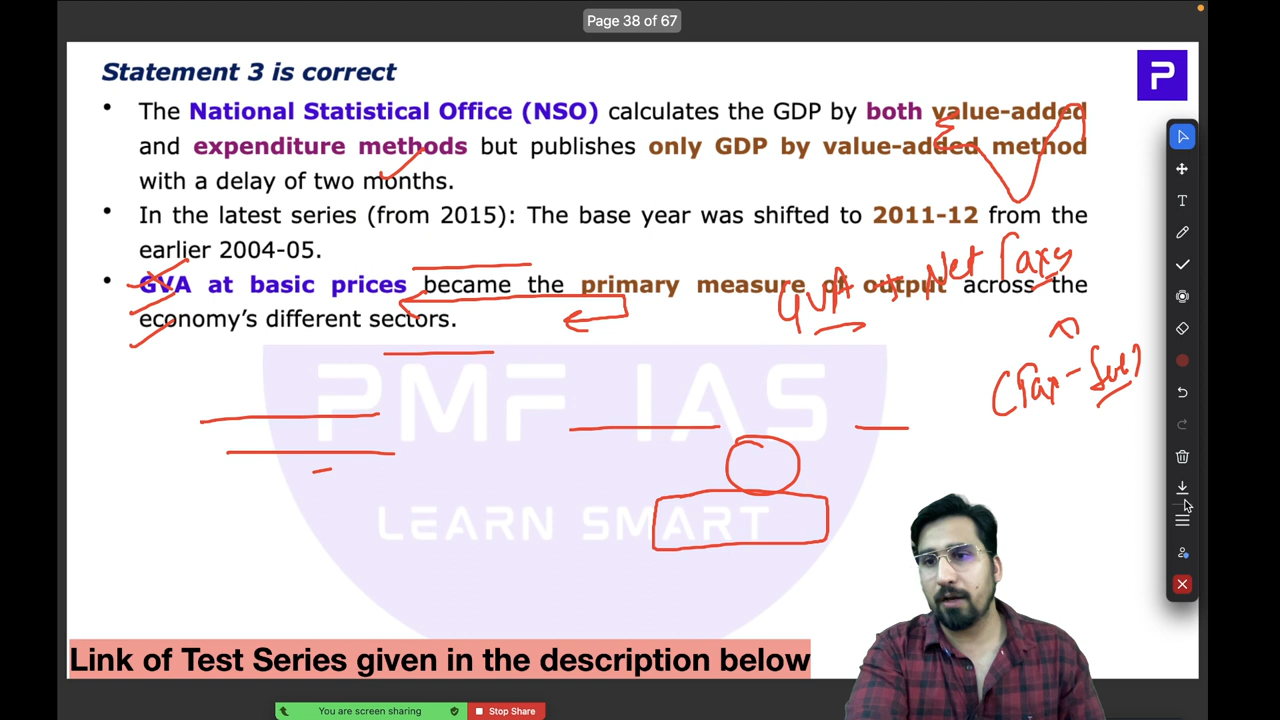 Page 38 of 67
Statement 3 is correct
P
• The National Statistical Office (NSO) calculates the GDP by both value-added
and expenditure methods but publishes only GDP by value-added method
with a delay of two months.
• In the latest series (from 2015): The base year was shifted to 2011-12 from the
earlier 2004-05.
• GVA at basic prices became the primary measure of output across the
economy's different sectors.
GVA + Net Taxes
(Tax - Sub)
PMF IAS
LEARN SMART
Link of Test Series given in the description below
You are screen sharing
Stop Share